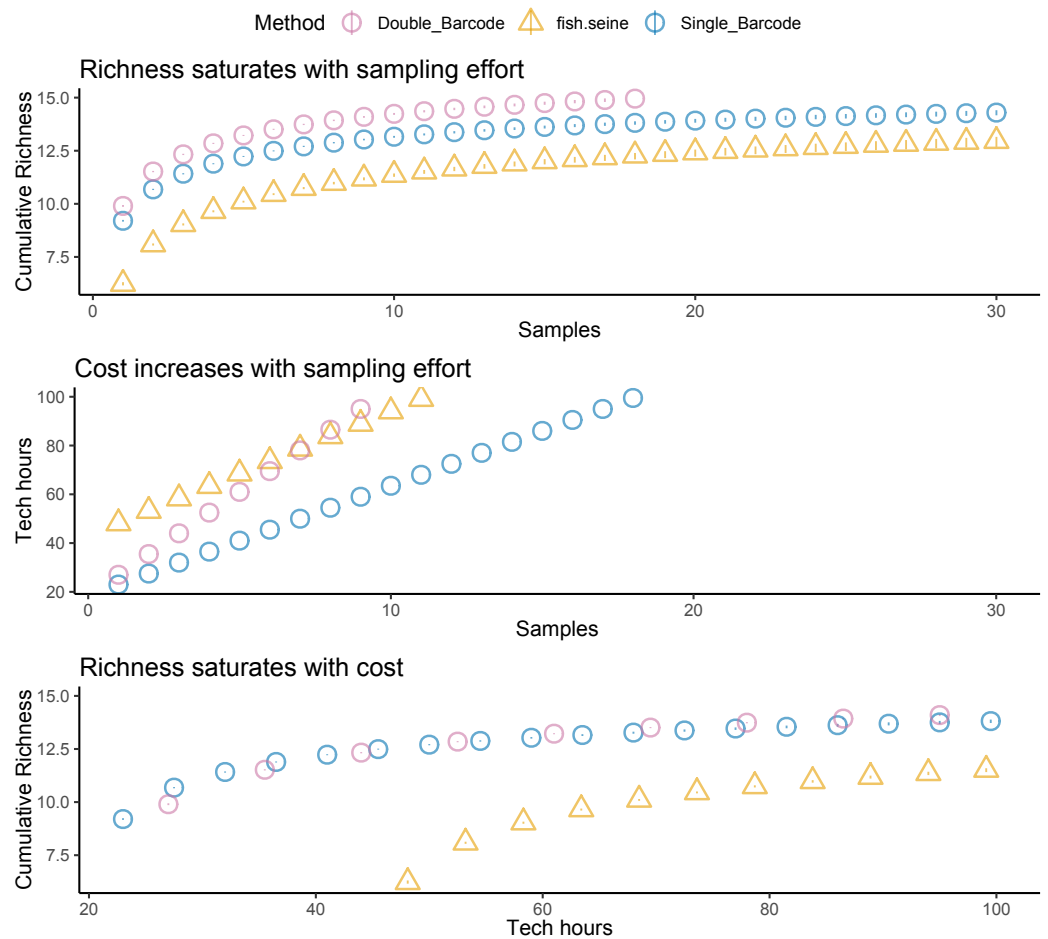 Method Double_Barcode fish.seine Single_Barcode
Richness saturates with sampling effort
Cumulative Richness
15.0
12.5
10.0
7.5
0 10 20 30
Samples
Cost increases with sampling effort
Tech hours
100
80
60
40
20
0 10 20 30
Samples
Richness saturates with cost
Cumulative Richness
15.0
12.5
10.0
7.5
20 40 60 80 100
Tech hours